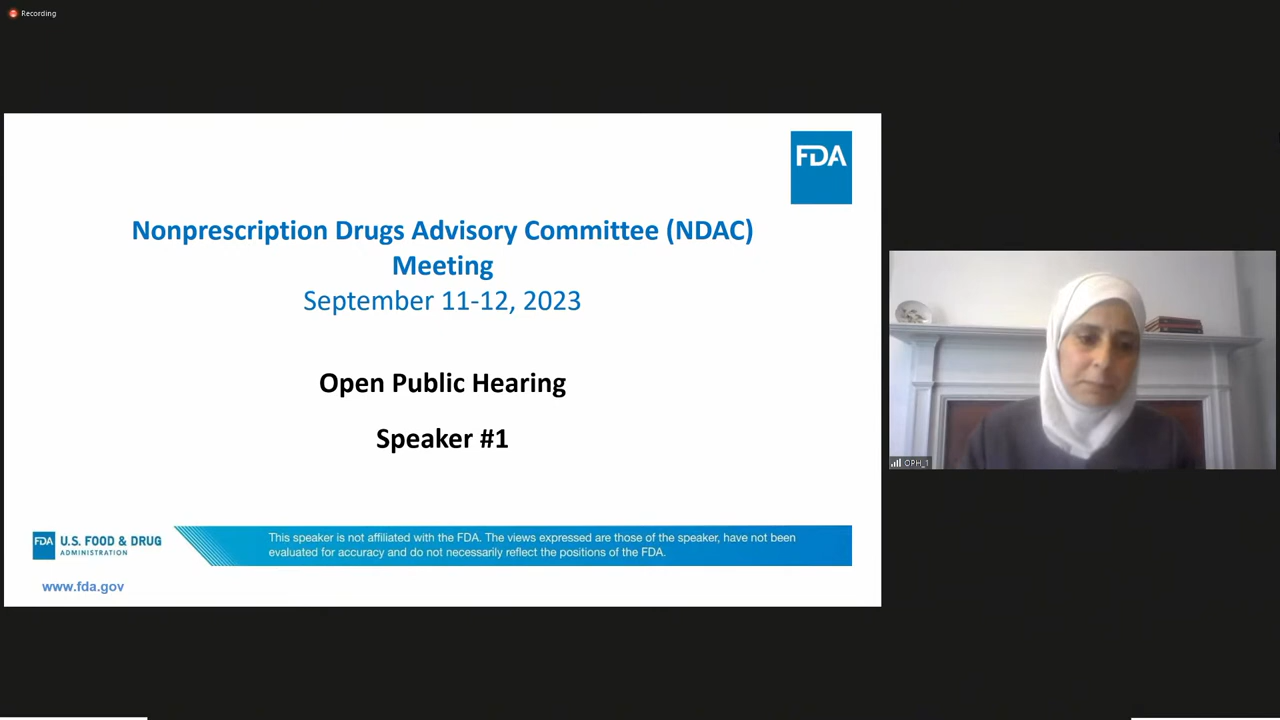 Recording
FDA
Nonprescription Drugs Advisory Committee (NDAC)
Meeting
September 11-12, 2023
Open Public Hearing
Speaker #1
FDA
U.S. FOOD & DRUG
ADMINISTRATION
This speaker is not affiliated with the FDA. The views expressed are those of the speaker, have not been
evaluated for accuracy and do not necessarily reflect the positions of the FDA.
www.fda.gov
OPH_1